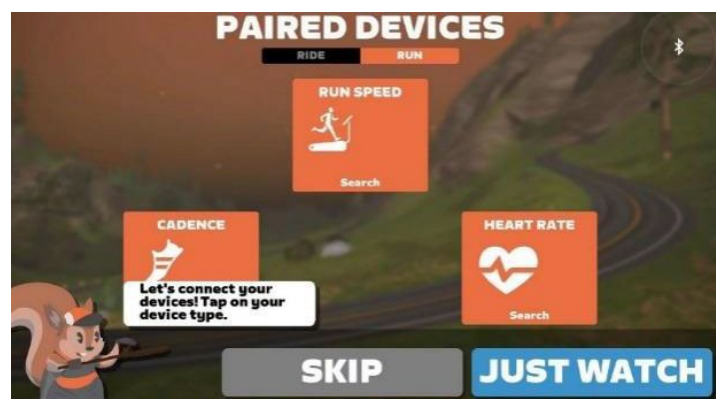 PAIRED DEVICES
RIDE RUN
RUN SPEED
Search
CADENCE
HEART RATE
Let's connect your
devices! Tap on your
device type.
Search
SKIP JUST WATCH